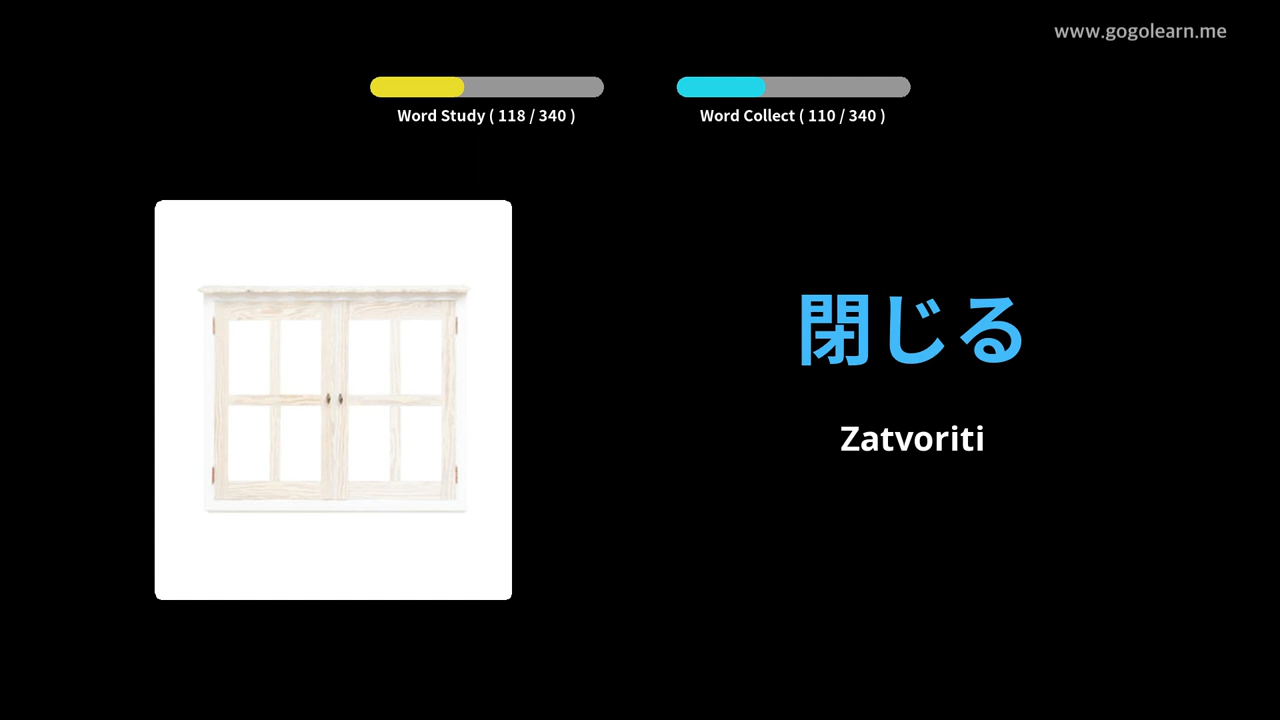 www.gogolearn.me
Word Study ( 118 / 340 )
Word Collect ( 110 / 340 )
閉じる
Zatvoriti